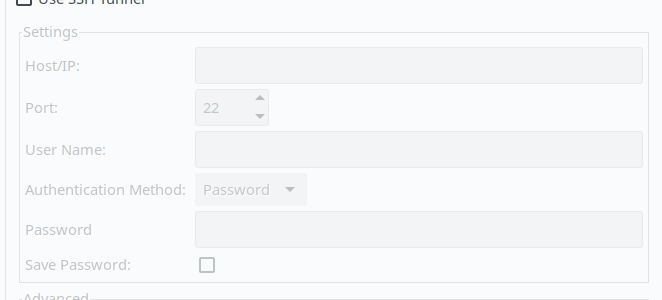 Use SSH Tunnel
Settings
Host/IP:
Port: 22
User Name:
Authentication Method: Password
Password
Save Password:
Advanced